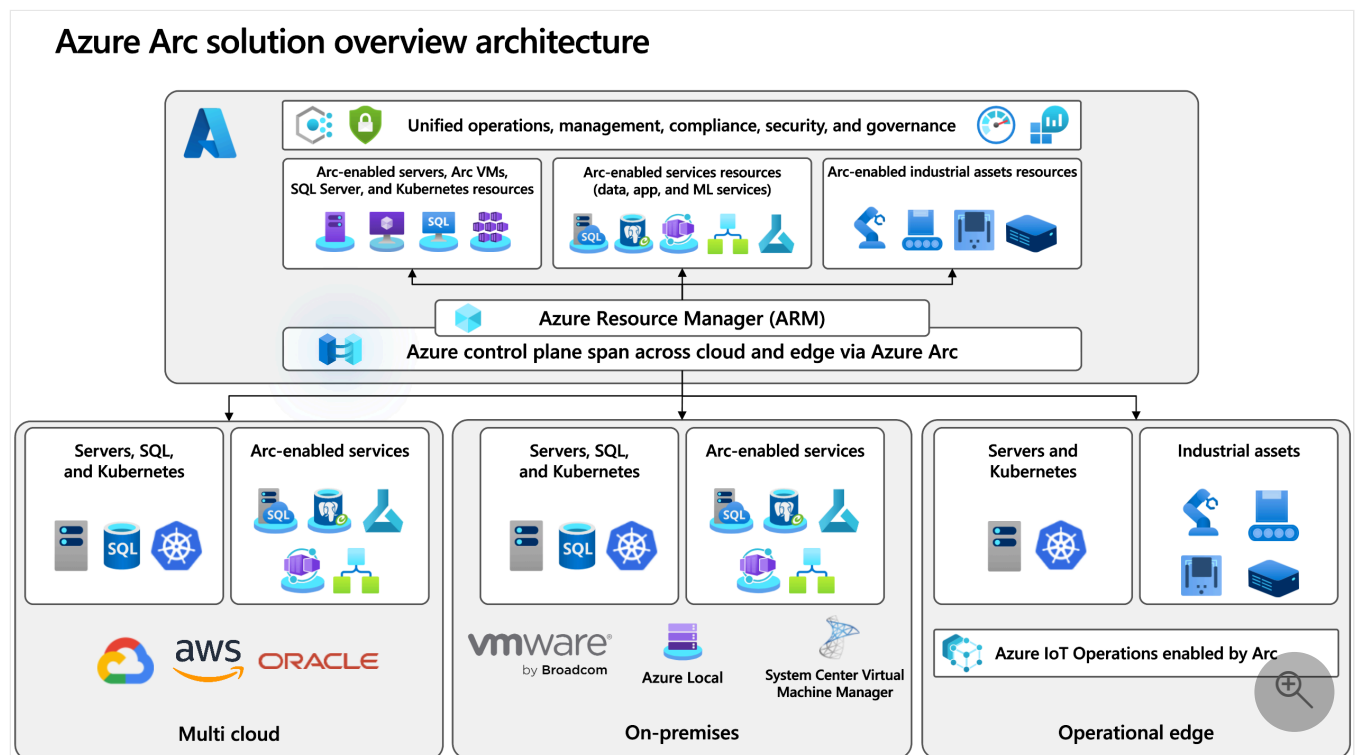 Azure Arc solution overview architecture
Unified operations, management, compliance, security, and governance
Arc-enabled servers, Arc VMs,
SQL Server, and Kubernetes resources
SQL
Arc-enabled services resources
(data, app, and ML services)
SQL
Arc-enabled industrial assets resources
Azure Resource Manager (ARM)
Azure control plane span across cloud and edge via Azure Arc
Servers, SQL,
and Kubernetes
SQL
Arc-enabled services
SQL
aws
ORACLE
Multi cloud
Servers, SQL,
and Kubernetes
SQL
Arc-enabled services
SQL
vmware®
by Broadcom
Azure Local
System Center Virtual
Machine Manager
On-premises
Servers and
Kubernetes
Industrial assets
Azure IoT Operations enabled by Arc
Operational edge